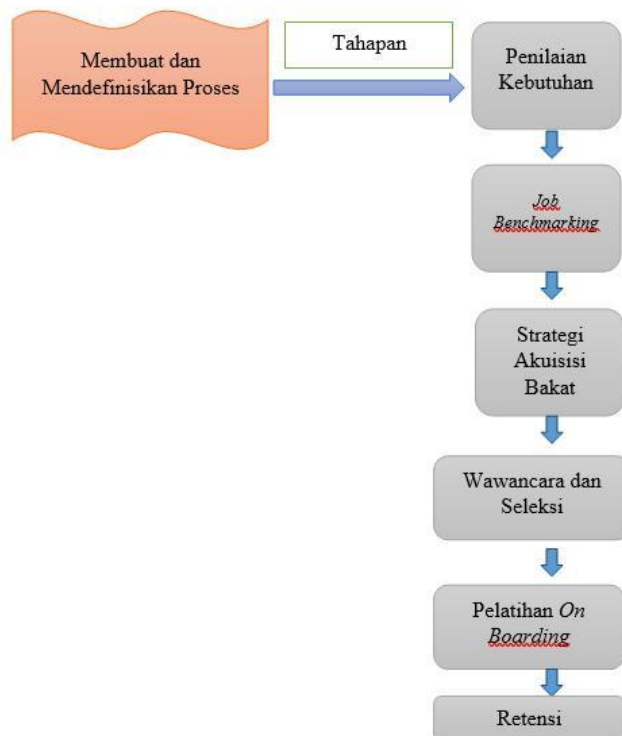 Membuat dan
Mendefinisikan Proses
Tahapan
Penilaian
Kebutuhan
Job
Benchmarking
Strategi
Akuisisi
Bakat
Wawancara dan
Seleksi
Pelatihan On
Boarding
Retensi